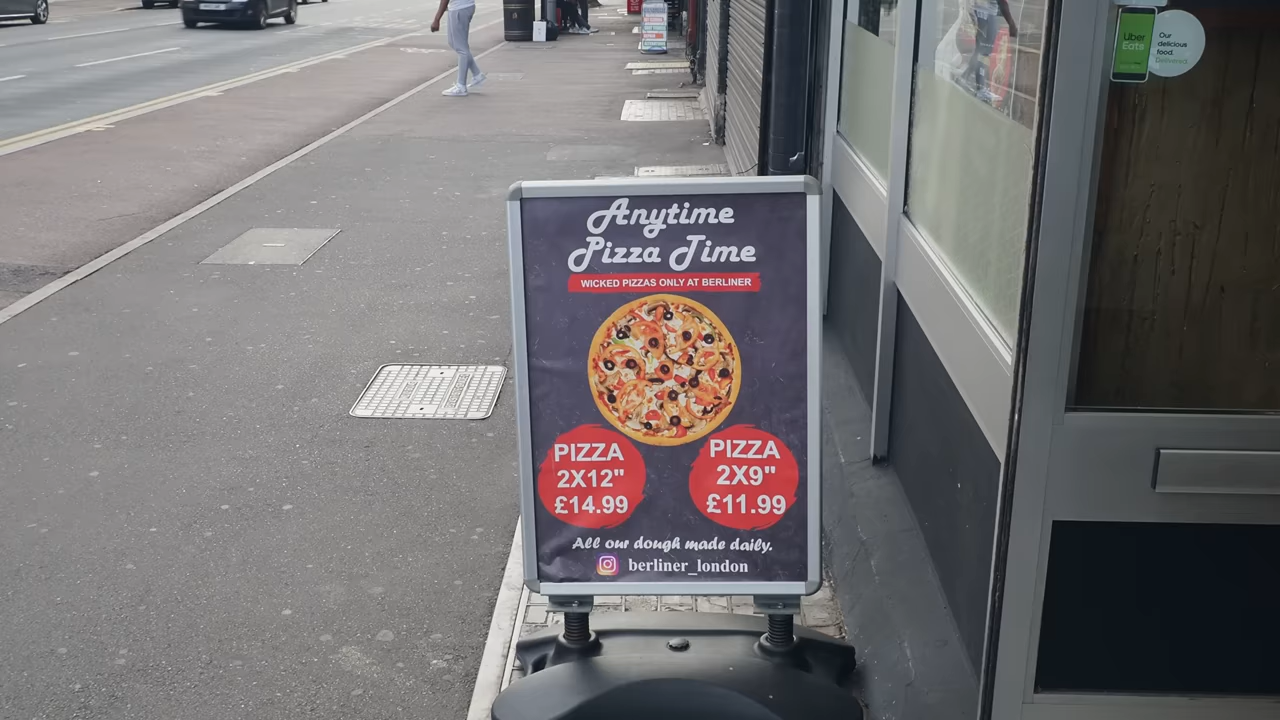 Anytime
Pizza Time
WICKED PIZZAS ONLY AT BERLINER
PIZZA
2X12"
£14.99
PIZZA
2X9"
£11.99
All our dough made daily.
berliner_london
Uber
Eats
Our
delicious
food.
Delivered.